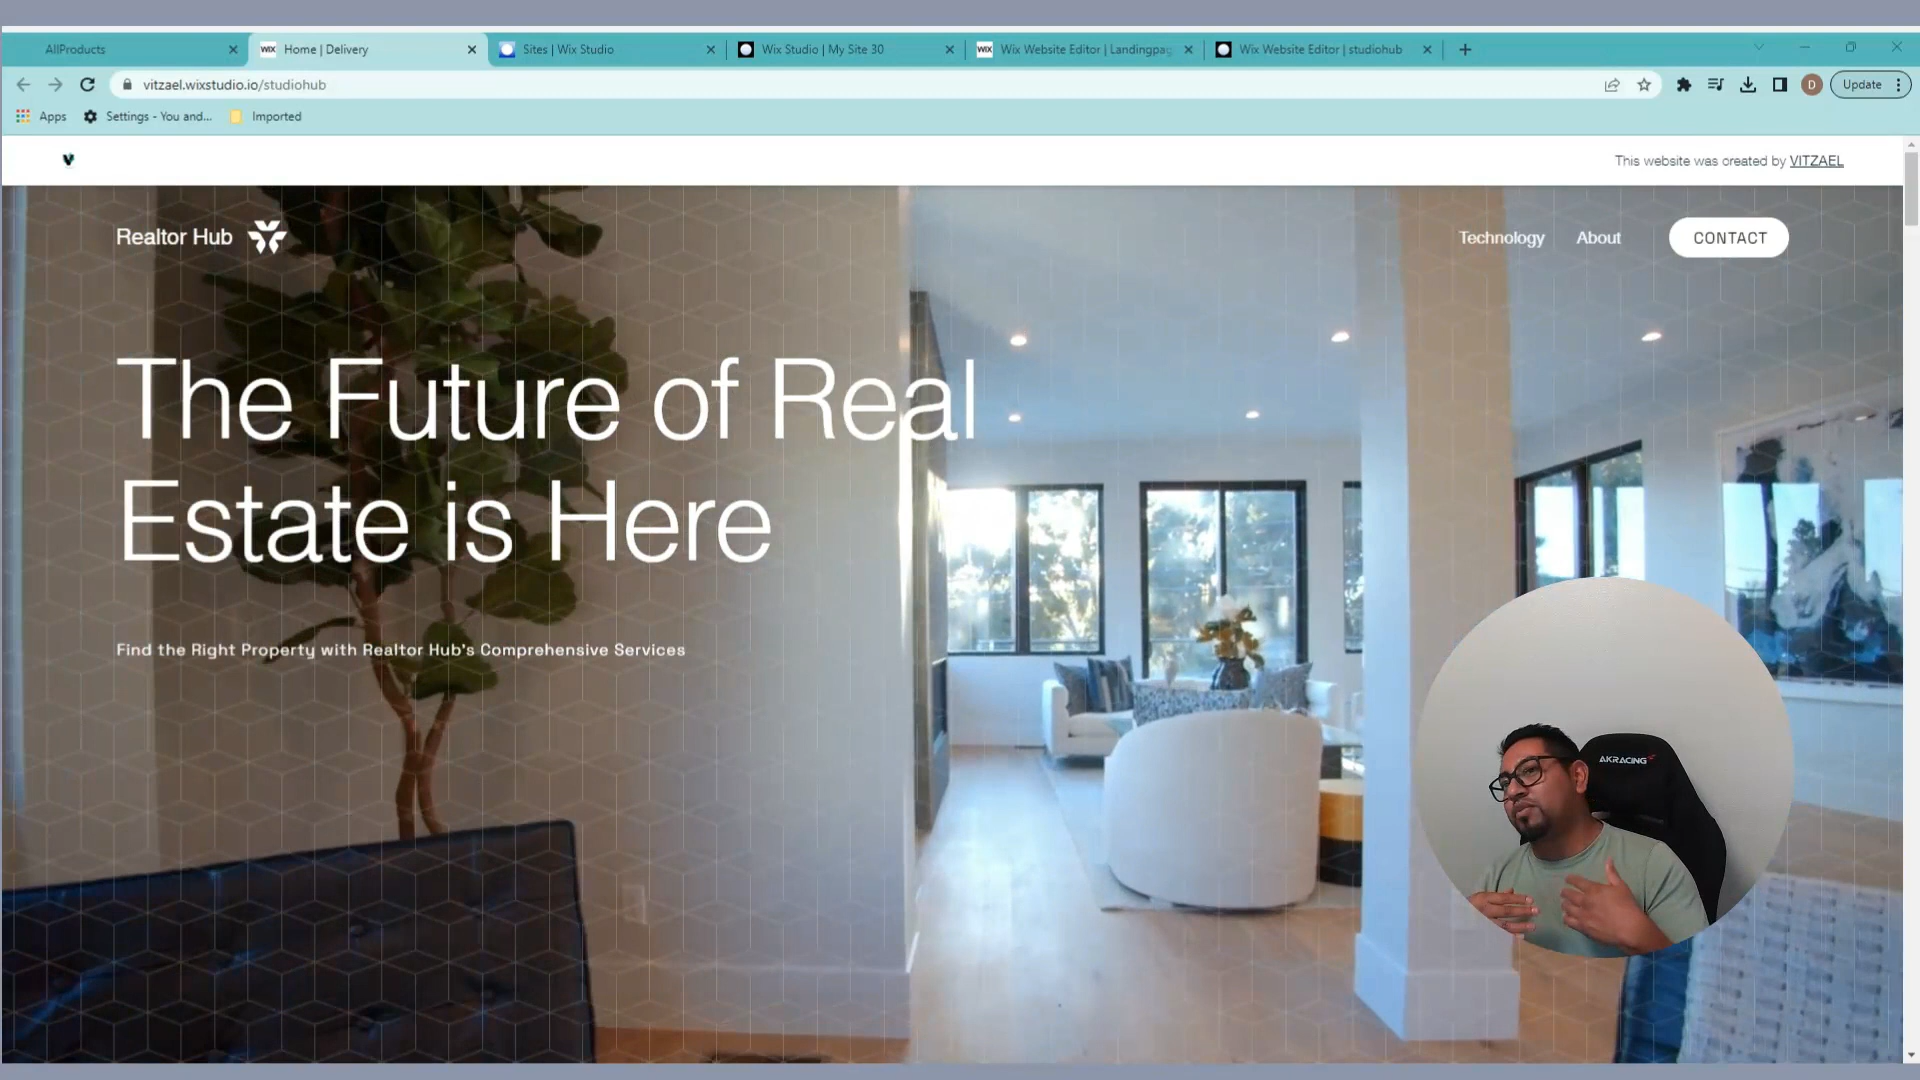 AllProducts
WIX Home | Delivery
Sites | Wix Studio
Wix Studio | My Site 30
WIX Wix Website Editor | Landingpag
Wix Website Editor | studiohub
vitzael.wixstudio.io/studiohub
D
Update
Apps
Settings - You and...
Imported
V
This website was created by VITZAEL
Realtor Hub
Technology
About
CONTACT
The Future of Real
Estate is Here
Find the Right Property with Realtor Hub's Comprehensive Services
AKRACING